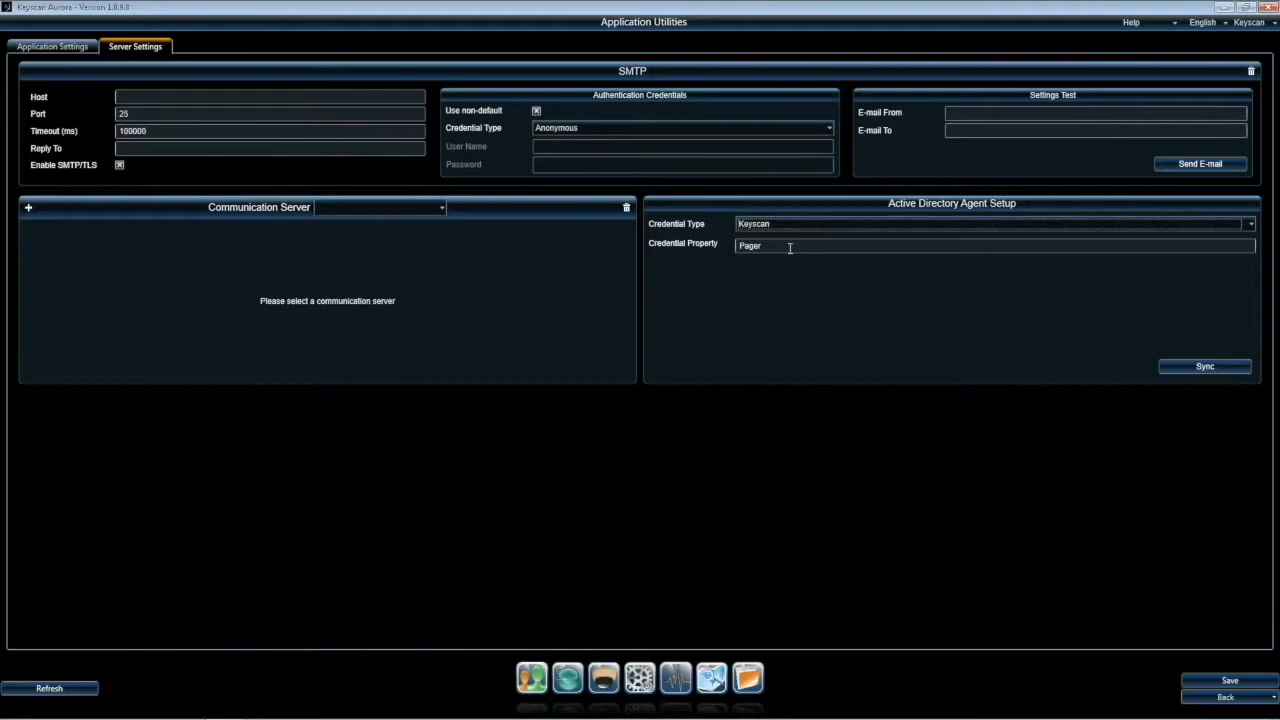 Keyscan Aurora - Version 1.0.9.8
Application Utilities
Help English Keyscan
Application Settings Server Settings
SMTP
Host
Port 25
Timeout (ms) 100000
Reply To
Enable SMTP/TLS
Authentication Credentials
Use non-default
Credential Type Anonymous
User Name
Password
Settings Test
E-mail From
E-mail To
Send E-mail
Communication Server
Please select a communication server
Active Directory Agent Setup
Credential Type Keyscan
Credential Property Pager
Sync
Refresh
Save
Back